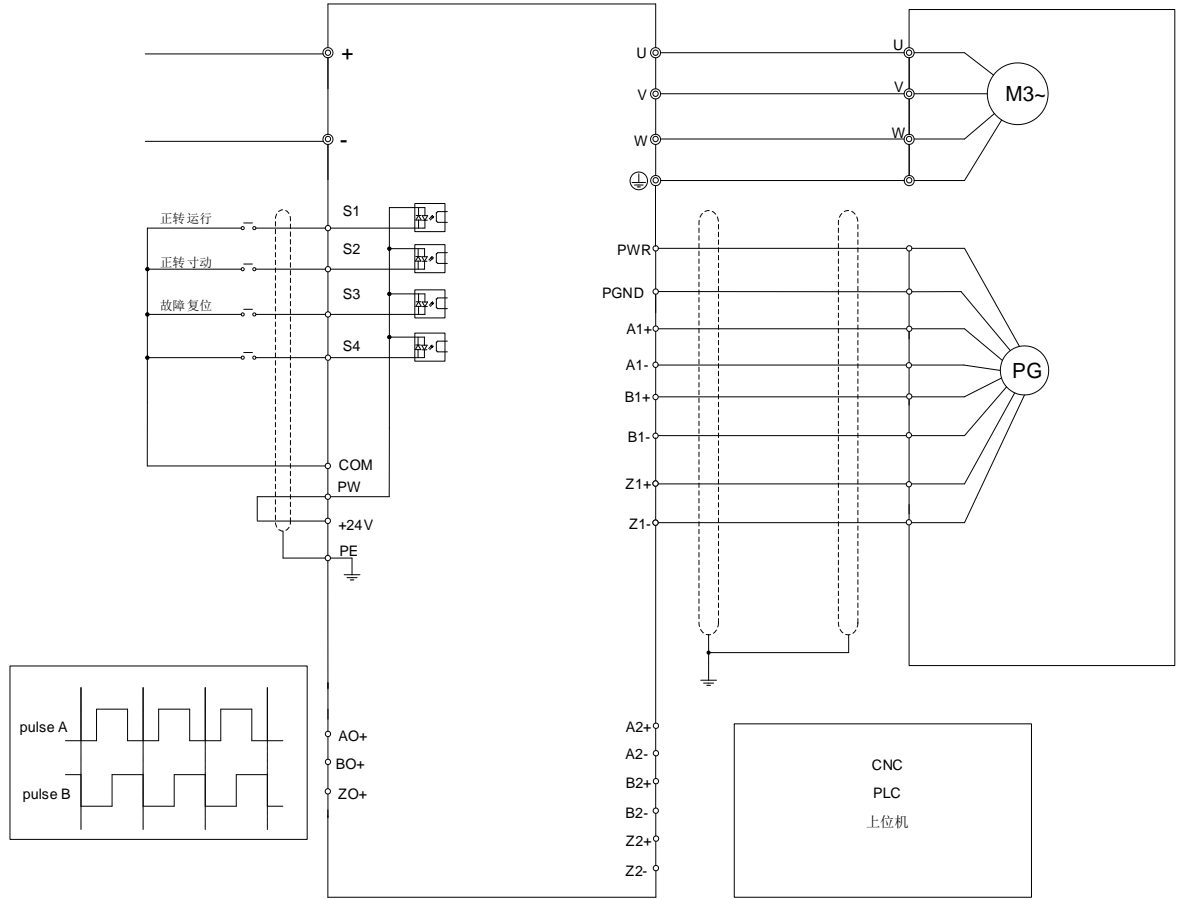 +
-
U
V
W
U
V
W
M3~
正转运行
S1
正转寸动
S2
故障复位
S3
S4
COM
PW
+24V
PE
PWR
PGND
A1+
A1-
B1+
B1-
Z1+
Z1-
PG
pulse A
pulse B
AO+
BO+
ZO+
A2+
A2-
B2+
B2-
Z2+
Z2-
CNC
PLC
上位机